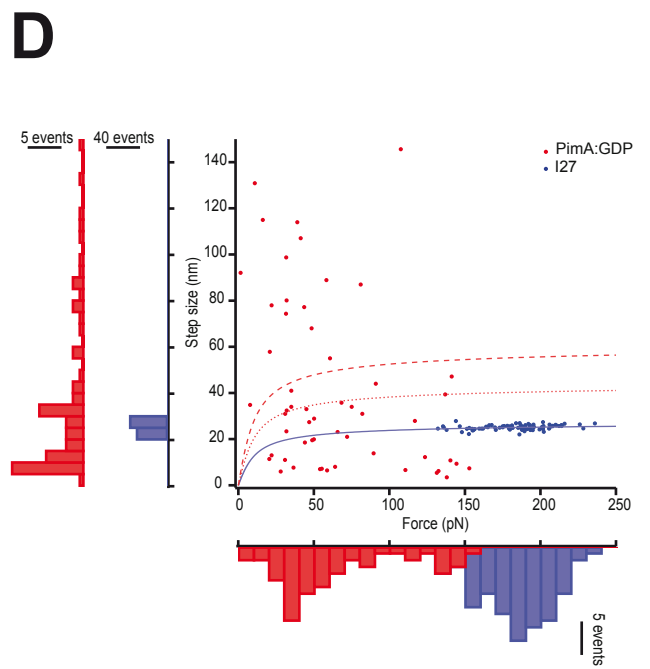 D
5 events 40 events
PimA:GDP
I27
Step size (nm)
140
120
100
80
60
40
20
0
0 50 100 150 200 250
Force (pN)
5 events